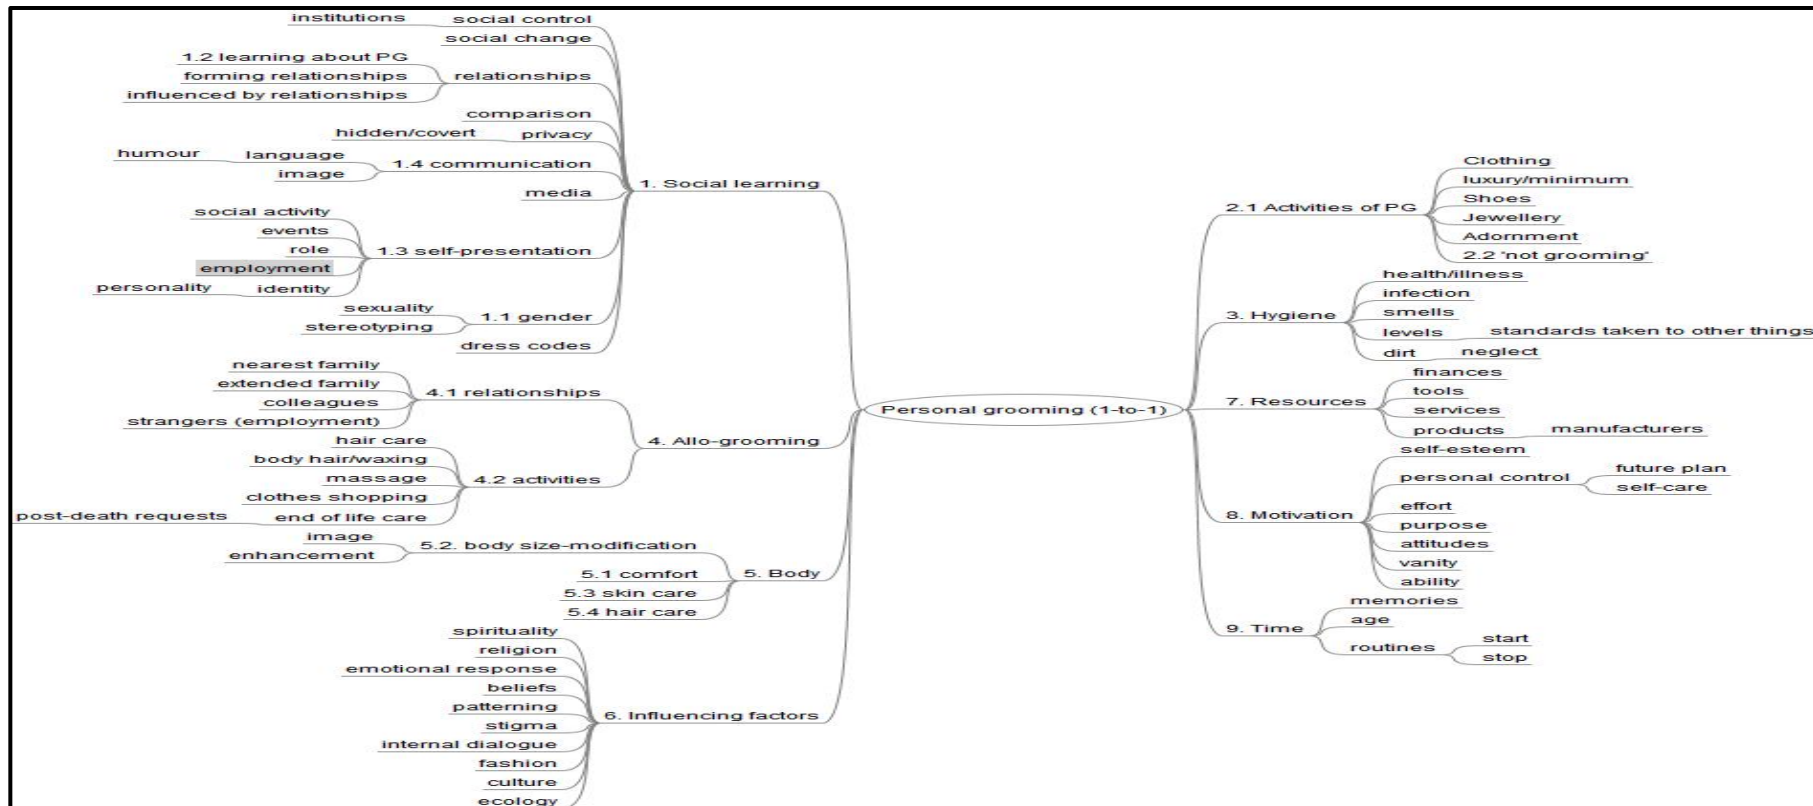 institutions
social control
social change
1.2 learning about PG
forming relationships
influenced by relationships
relationships
comparison
hidden/covert
privacy
humour
language
image
1.4 communication
media
social activity
events
role
employment
personality
identity
1.3 self-presentation
sexuality
stereotyping
1.1 gender
dress codes
1. Social learning
nearest family
extended family
colleagues
strangers (employment)
4.1 relationships
hair care
body hair/waxing
massage
clothes shopping
post-death requests
end of life care
4.2 activities
4. Allo-grooming
image
enhancement
5.2. body size-modification
5.1 comfort
5.3 skin care
5.4 hair care
5. Body
spirituality
religion
emotional response
beliefs
patterning
stigma
internal dialogue
fashion
culture
ecology
6. Influencing factors
Personal grooming (1-to-1)
2.1 Activities of PG
Clothing
luxury/minimum
Shoes
Jewellery
Adornment
2.2 "not grooming"
3. Hygiene
health/illness
infection
smells
levels
standards taken to other things
dirt
neglect
7. Resources
finances
tools
services
products
manufacturers
8. Motivation
self-esteem
personal control
future plan
self-care
effort
purpose
attitudes
vanity
ability
9. Time
memories
age
routines
start
stop